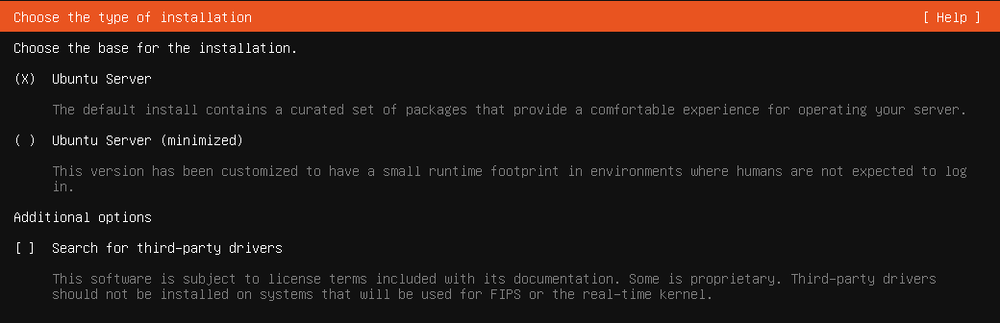 Choose the type of installation [ Help ]
Choose the base for the installation.
(X) Ubuntu Server
The default install contains a curated set of packages that provide a comfortable experience for operating your server.
( ) Ubuntu Server (minimized)
This version has been customized to have a small runtime footprint in environments where humans are not expected to log
in.
Additional options
[ ] Search for third-party drivers
This software is subject to license terms included with its documentation. Some is proprietary. Third-party drivers
should not be installed on systems that will be used for FIPS or the real-time kernel.